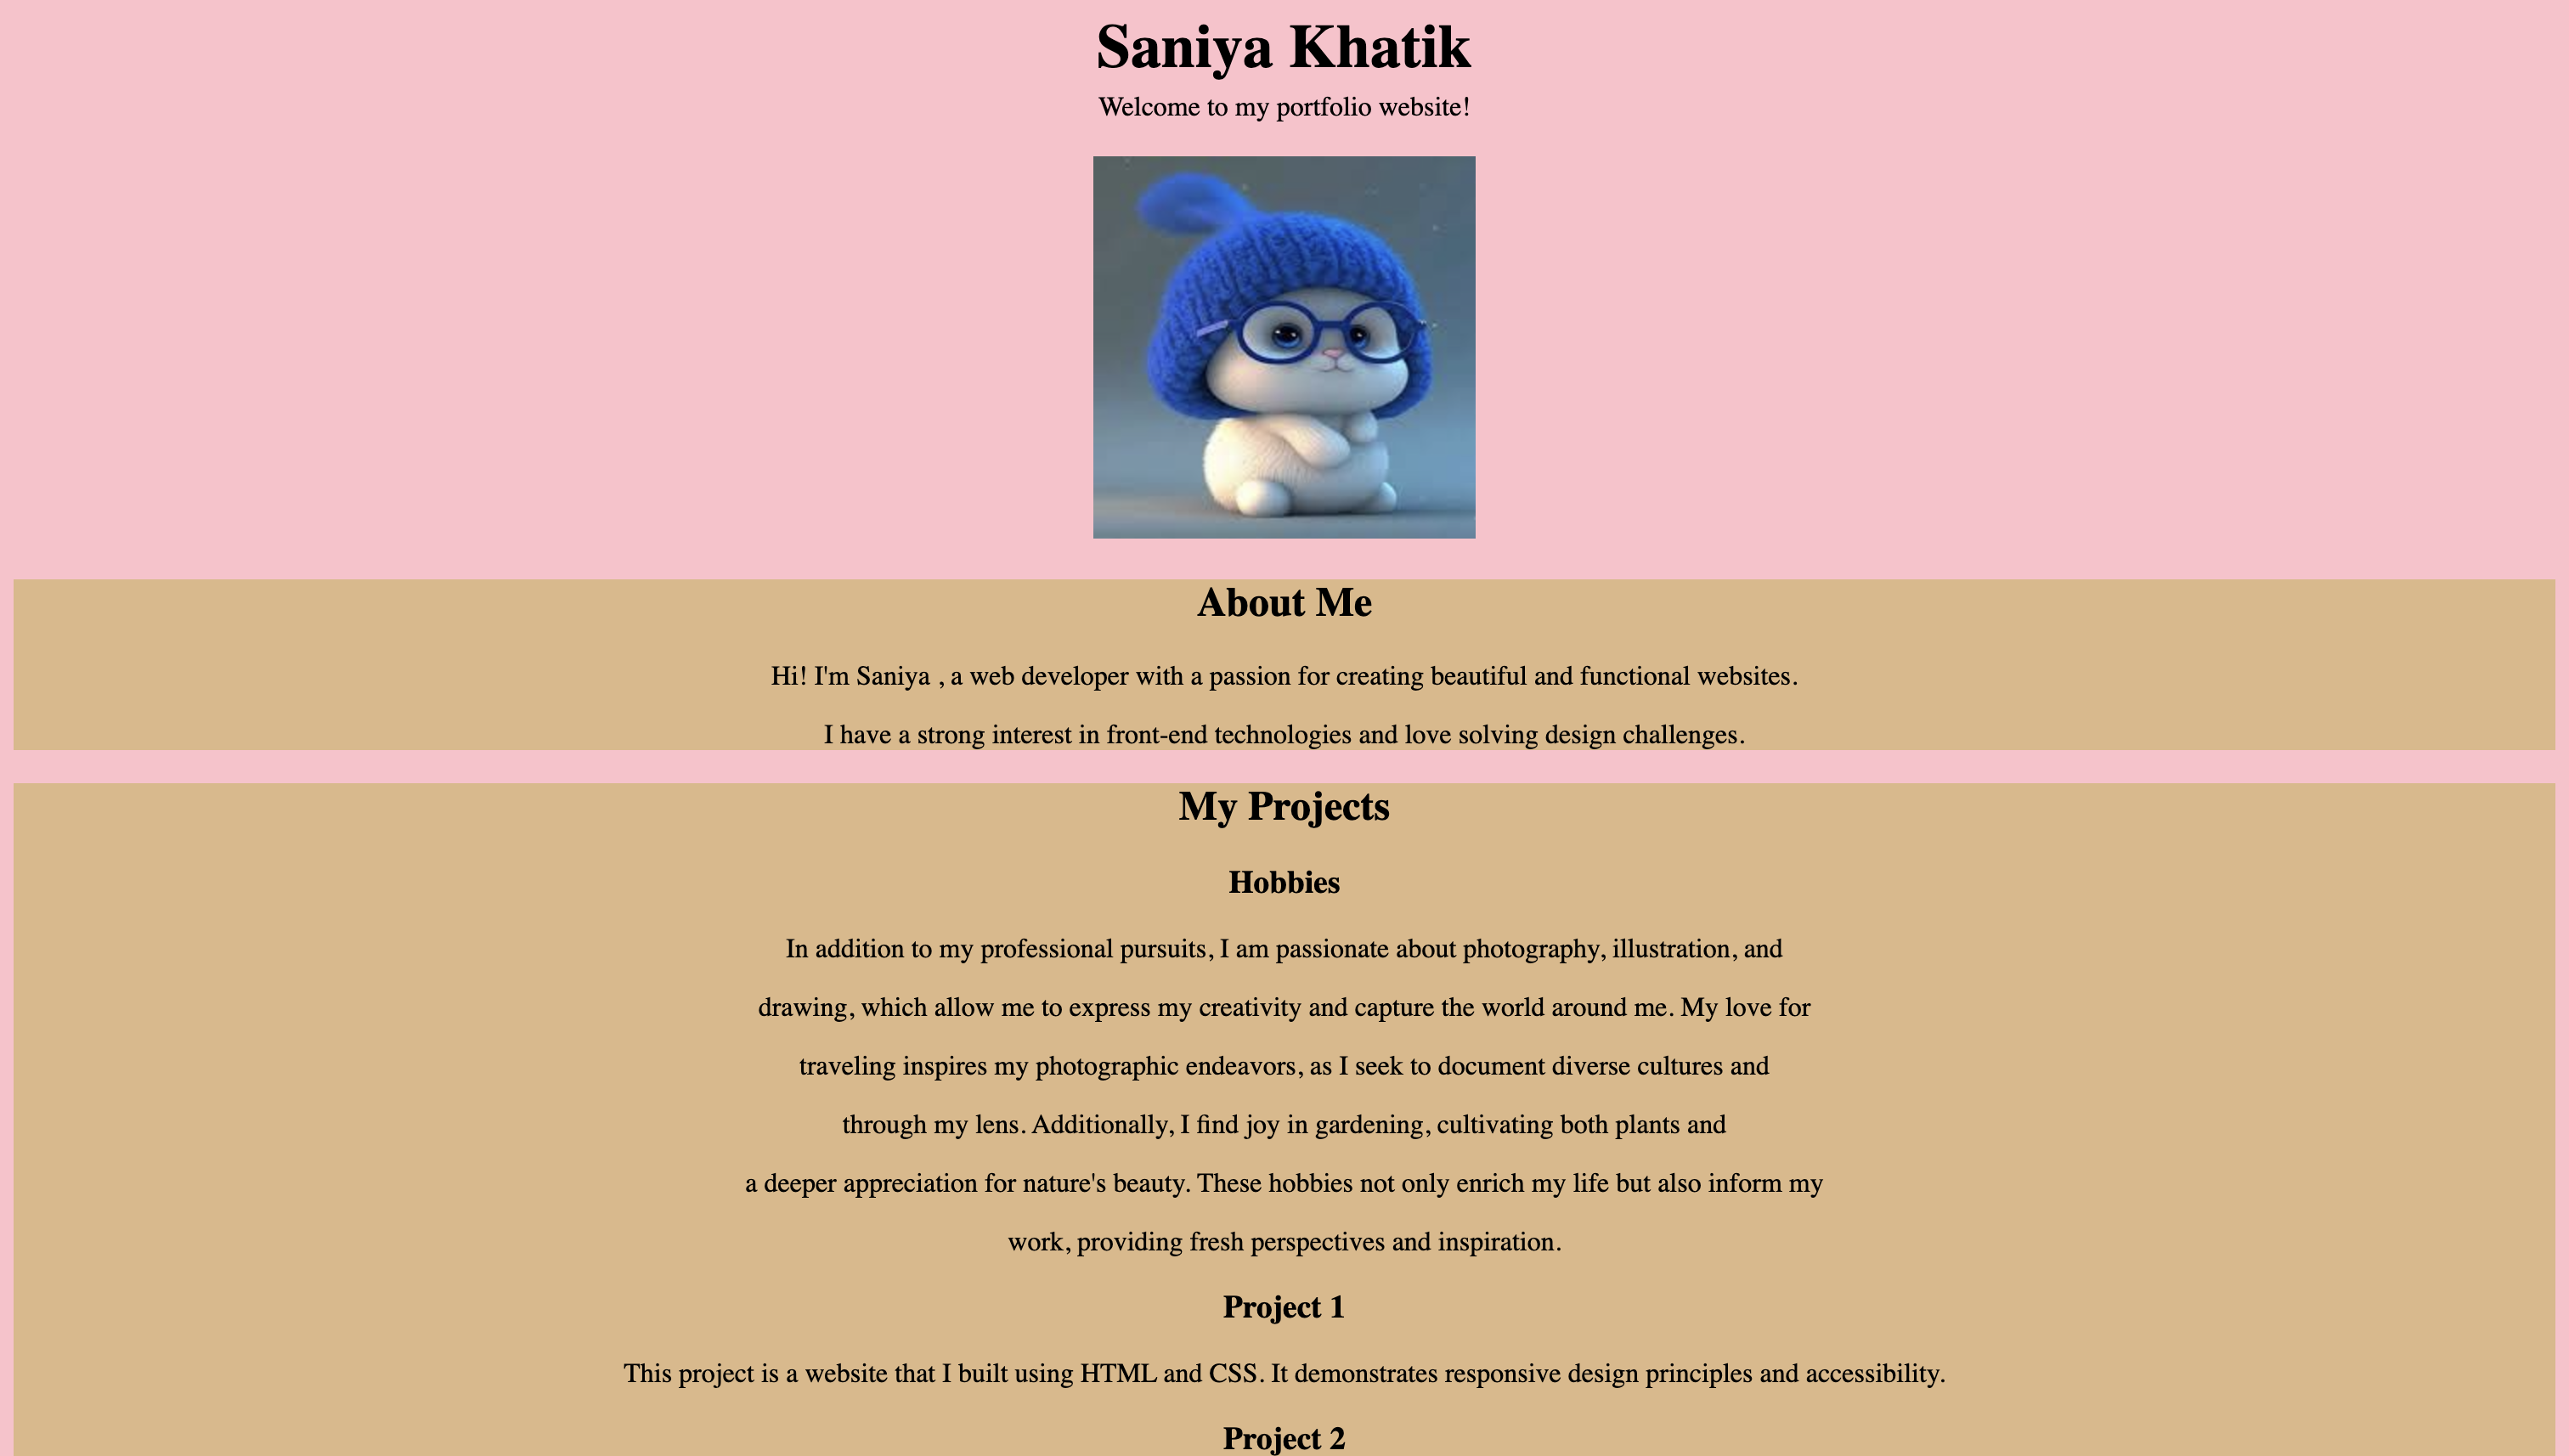 Saniya Khatik
Welcome to my portfolio website!
About Me
Hi! I'm Saniya , a web developer with a passion for creating beautiful and functional websites.
I have a strong interest in front-end technologies and love solving design challenges.
My Projects
Hobbies
In addition to my professional pursuits, I am passionate about photography, illustration, and
drawing, which allow me to express my creativity and capture the world around me. My love for
traveling inspires my photographic endeavors, as I seek to document diverse cultures and
through my lens. Additionally, I find joy in gardening, cultivating both plants and
a deeper appreciation for nature's beauty. These hobbies not only enrich my life but also inform my
work, providing fresh perspectives and inspiration.
Project 1
This project is a website that I built using HTML and CSS. It demonstrates responsive design principles and accessibility.
Project 2